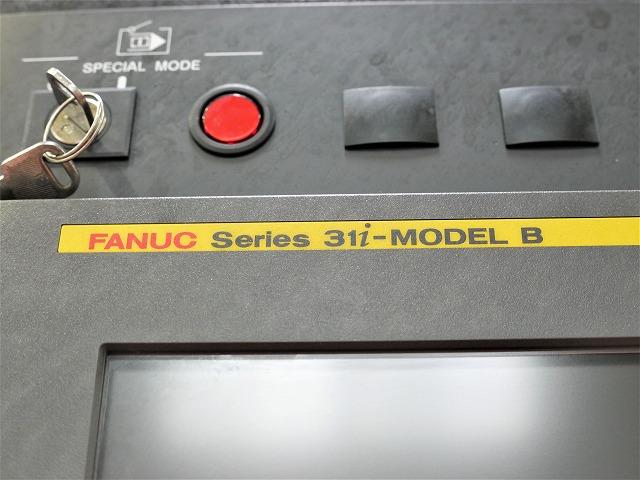 SPECIAL MODE
FANUC Series 31i-MODEL B